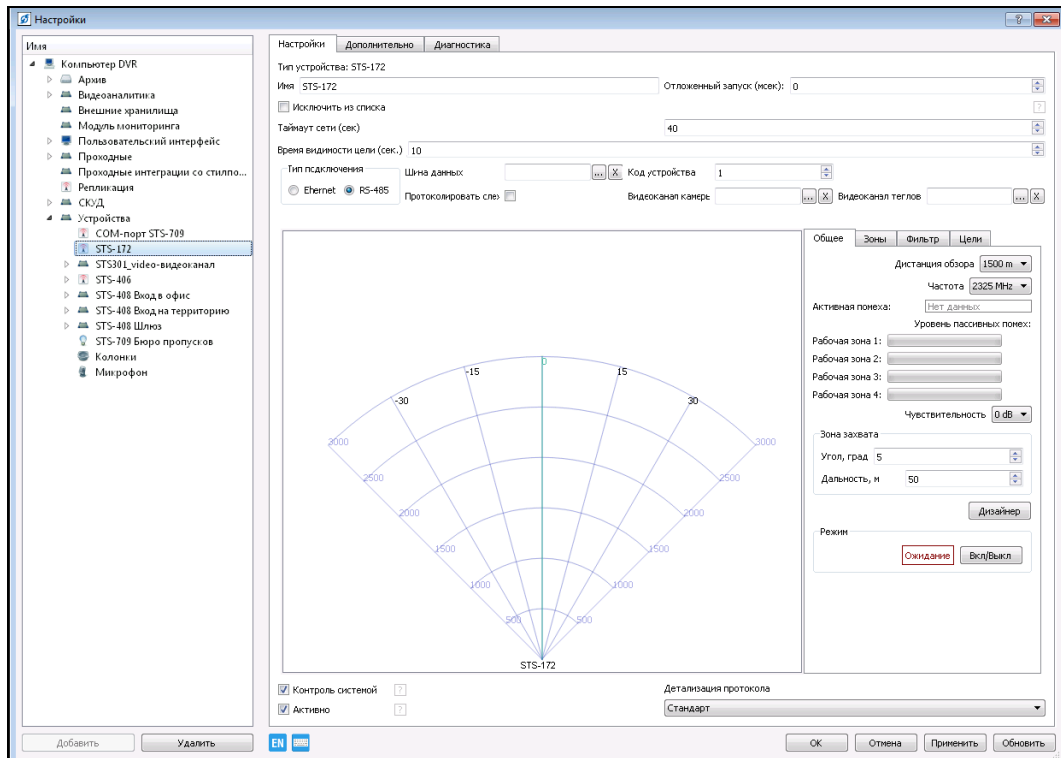 Настройки
Имя
Компьютер DVR
Архив
Видеоаналитика
Внешние хранилища
Модуль мониторинга
Пользовательский интерфейс
Проходные
Проходные интеграции со стилпо...
Репликация
СКУД
Устройства
COM-порт STS-709
STS-172
STS301_video-видеоканал
STS-406
STS-408 Вход в офис
STS-408 Вход на территорию
STS-408 Шлюз
STS-709 Бюро пропусков
Колонки
Микрофон
Добавить Удалить
Настройки Дополнительно Диагностика
Тип устройства: STS-172
Имя STS-172 Отложенный запуск (мсек): 0
Исключить из списка ?
Таймаут сети (сек) 40
Время видимости цели (сек.) 10
Тип пдключения
Ehernet RS-485
Шина данных ... X Код устройства 1
Протоколировать слеж Видеоканал камеры ... X Видеоканал теплов ... X
0
-15 15
-30 30
3000 3000
2500 2500
2000 2000
1500 1500
1000 1000
500 500
STS-172
Общее Зоны Фильтр Цели
Дистанция обзора 1500 m
Частота 2325 MHz
Активная помеха: Нет данных
Уровень пассивных помех:
Рабочая зона 1:
Рабочая зона 2:
Рабочая зона 3:
Рабочая зона 4:
Чувствительность 0 dB
Зона захвата
Угол, град 5
Дальность, м 50
Дизайнер
Режим
Ожидание Вкл/Выкл
Контроль системой ?
Активно ?
Детализация протокола
Стандарт
EN
OK Отмена Применить Обновить